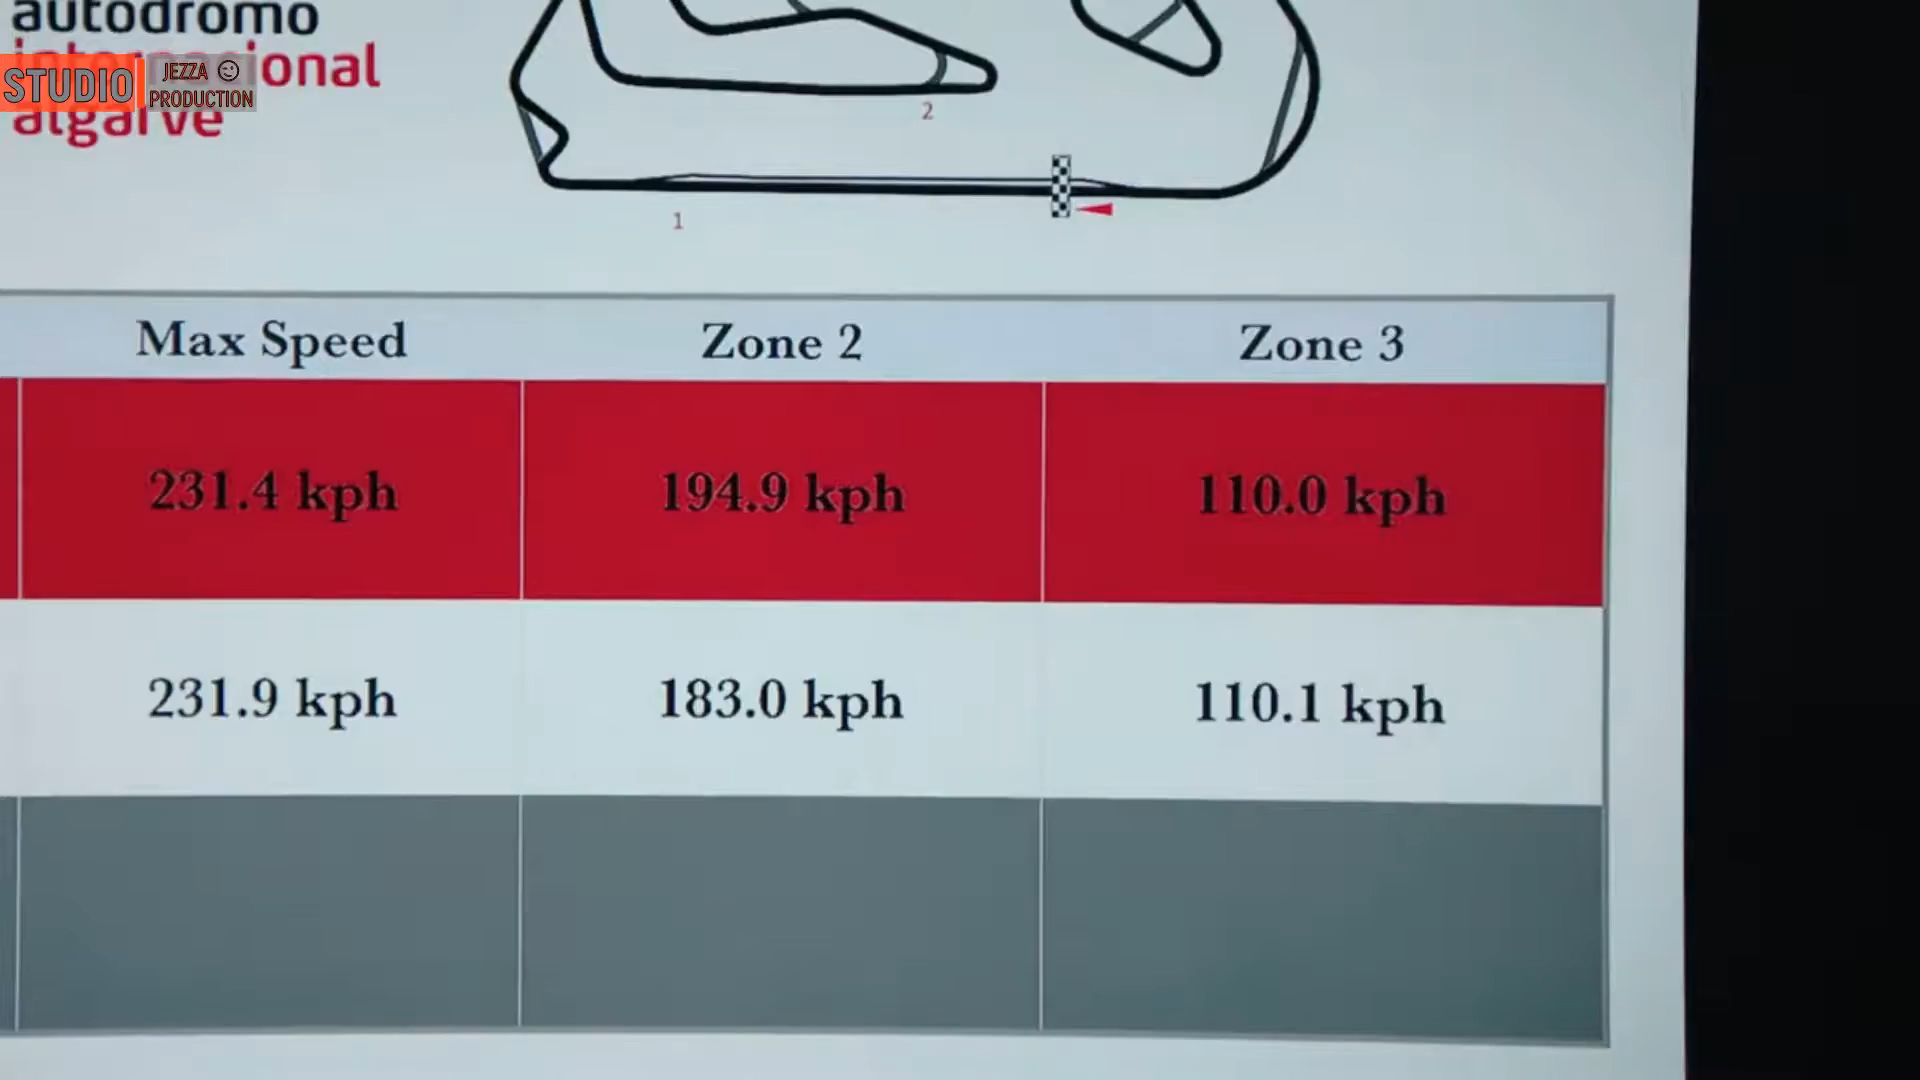 autodromo
internacional
algarve
STUDIO
JEZZA
PRODUCTION
2
1
Max Speed Zone 2 Zone 3
231.4 kph 194.9 kph 110.0 kph
231.9 kph 183.0 kph 110.1 kph